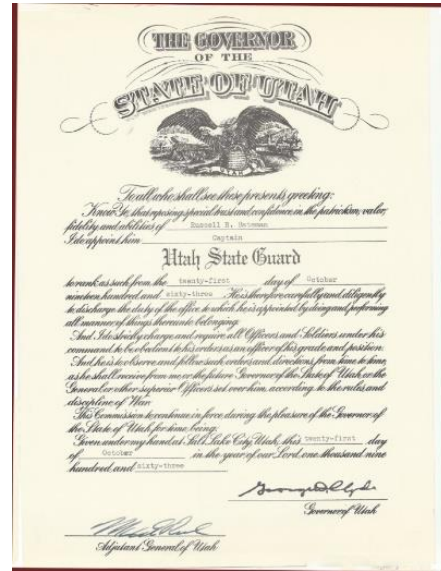 THE GOVERNOR
OF THE
STATE OF UTAH
UTAH
To all who shall see these presents greeting:
Know Ye, that reposing special trust and confidence in the patriotism, valor,
fidelity and abilities of Russell R. Bateman
I do appoint him Captain
Utah State Guard
to rank as such from the twenty-first day of October
nineteen hundred and sixty-three He is therefore carefully and diligently
to discharge the duty of the office to which he is appointed by doing and performing
all manner of things thereunto belonging.
And I do strictly charge and require all Officers and Soldiers under his
command to be obedient to his orders as an officer of his grade and position.
And he is to observe and follow such orders and directions, from time to time,
as he shall receive from me or the future Governor of the State of Utah, or the
General or other superior Officers set over him, according to the rules and
discipline of War.
This Commission to continue in force during the pleasure of the Governor of
the State of Utah for time being.
Given under my hand at Salt Lake City, Utah, this twenty-first day
of October in the year of our Lord, one thousand nine
hundred, and sixty-three
George D. Clyde
Governor of Utah
Adjutant General of Utah